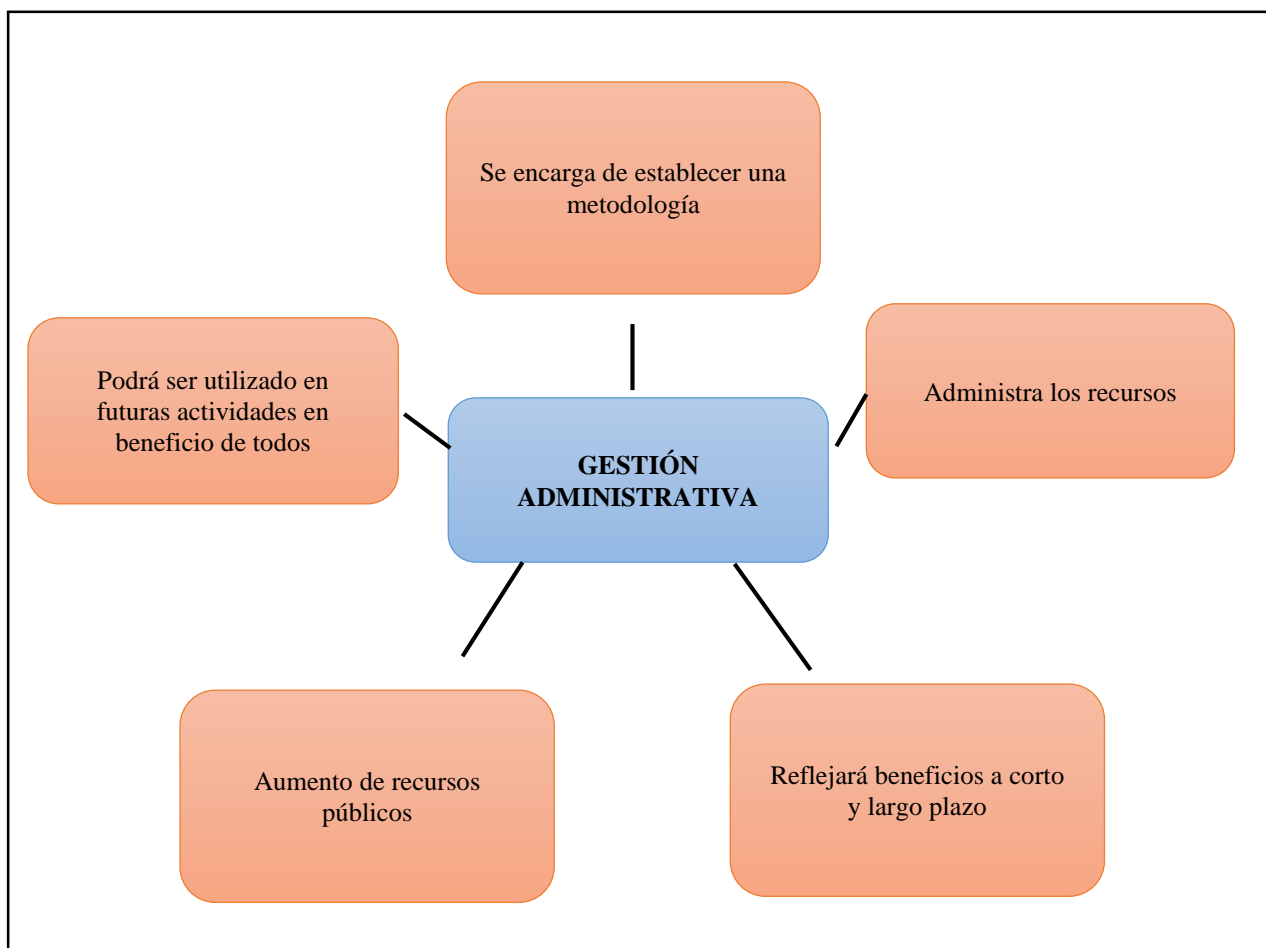 Se encarga de establecer una
metodología
Podrá ser utilizado en
futuras actividades en
beneficio de todos
Administra los recursos
GESTIÓN
ADMINISTRATIVA
Aumento de recursos
públicos
Reflejará beneficios a corto
y largo plazo